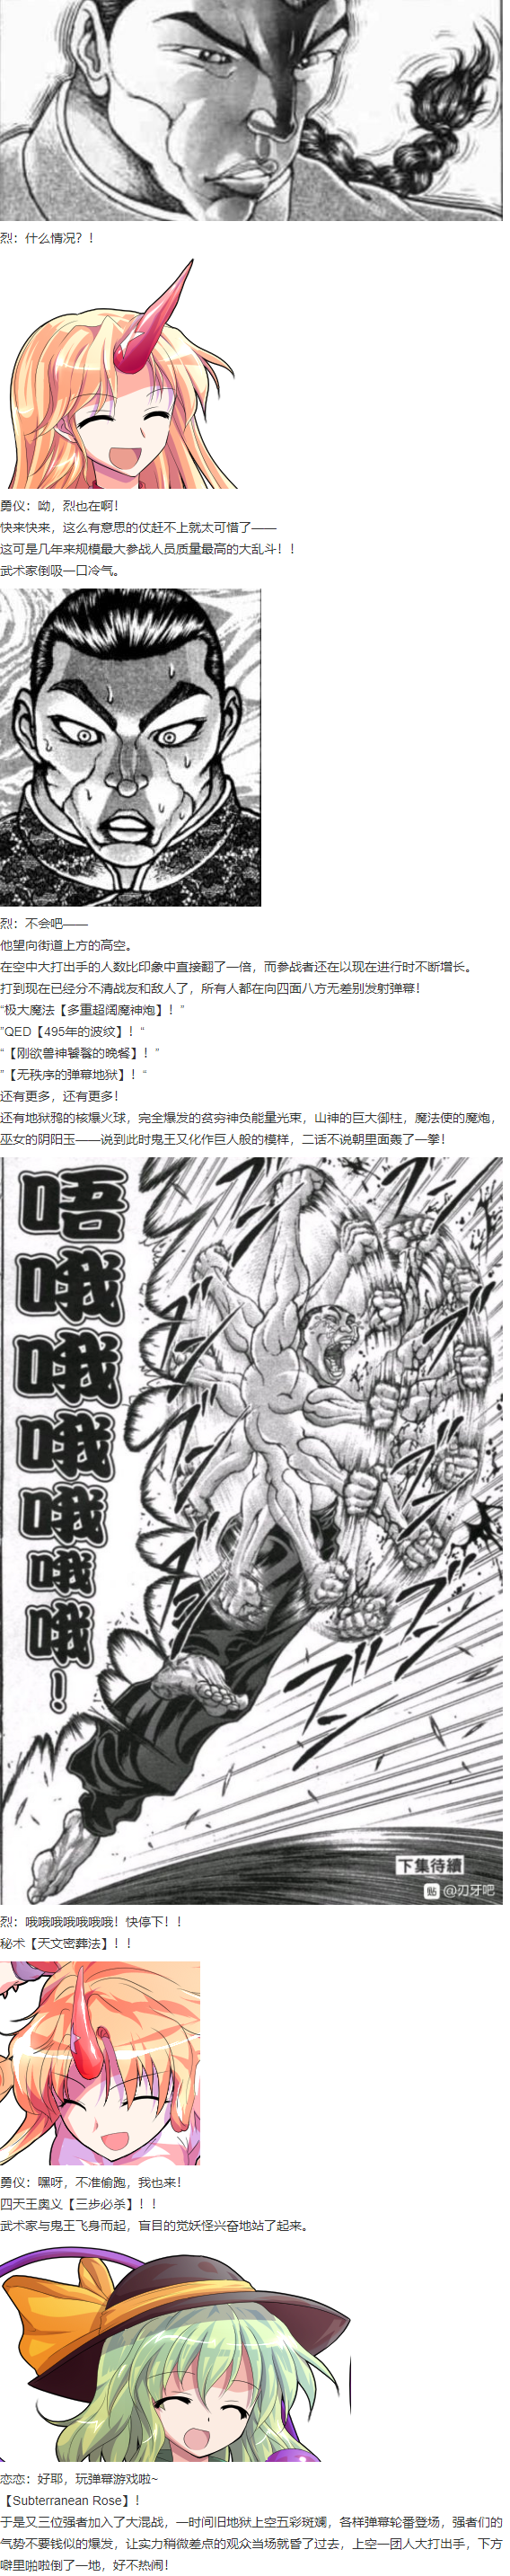 烈：什么情况？！
勇仪：呦，烈也在啊！
快来快来，这么有意思的仗赶不上就太可惜了——
这可是几年来规模最大参战人员质量最高的大乱斗！！
武术家倒吸一口冷气。
烈：不会吧——
他望向街道上方的高空。
在空中大打出手的人数比印象中直接翻了一倍，而参战者还在以现在进行时不断增长。
打到现在已经分不清战友和敌人了，所有人都在向四面八方无差别发射弹幕！
“极大魔法【多重超阔魔神炮】！”
”QED【495年的波纹】！“
“【刚欲兽神饕餮的晚餐】！”
”【无秩序的弹幕地狱】！“
还有更多，还有更多！
还有地狱鸦的核爆火球，完全爆发的贫穷神负能量光束，山神的巨大御柱，魔法使的魔炮，
巫女的阴阳玉——说到此时鬼王又化作巨人般的模样，二话不说朝里面轰了一拳！
唔哦哦哦哦哦哦！
下集待續
贴 @刃牙吧
烈：哦哦哦哦哦哦哦！快停下！！
秘术【天文密葬法】！！
勇仪：嘿呀，不准偷跑，我也来！
四天王奥义【三步必杀】！！
武术家与鬼王飞身而起，盲目的觉妖怪兴奋地站了起来。
恋恋：好耶，玩弹幕游戏啦~
【Subterranean Rose】！
于是又三位强者加入了大混战，一时间旧地狱上空五彩斑斓，各样弹幕轮番登场，强者们的
气势不要钱似的爆发，让实力稍微差点的观众当场就昏了过去，上空一团人大打出手，下方
噼里啪啦倒了一地，好不热闹！